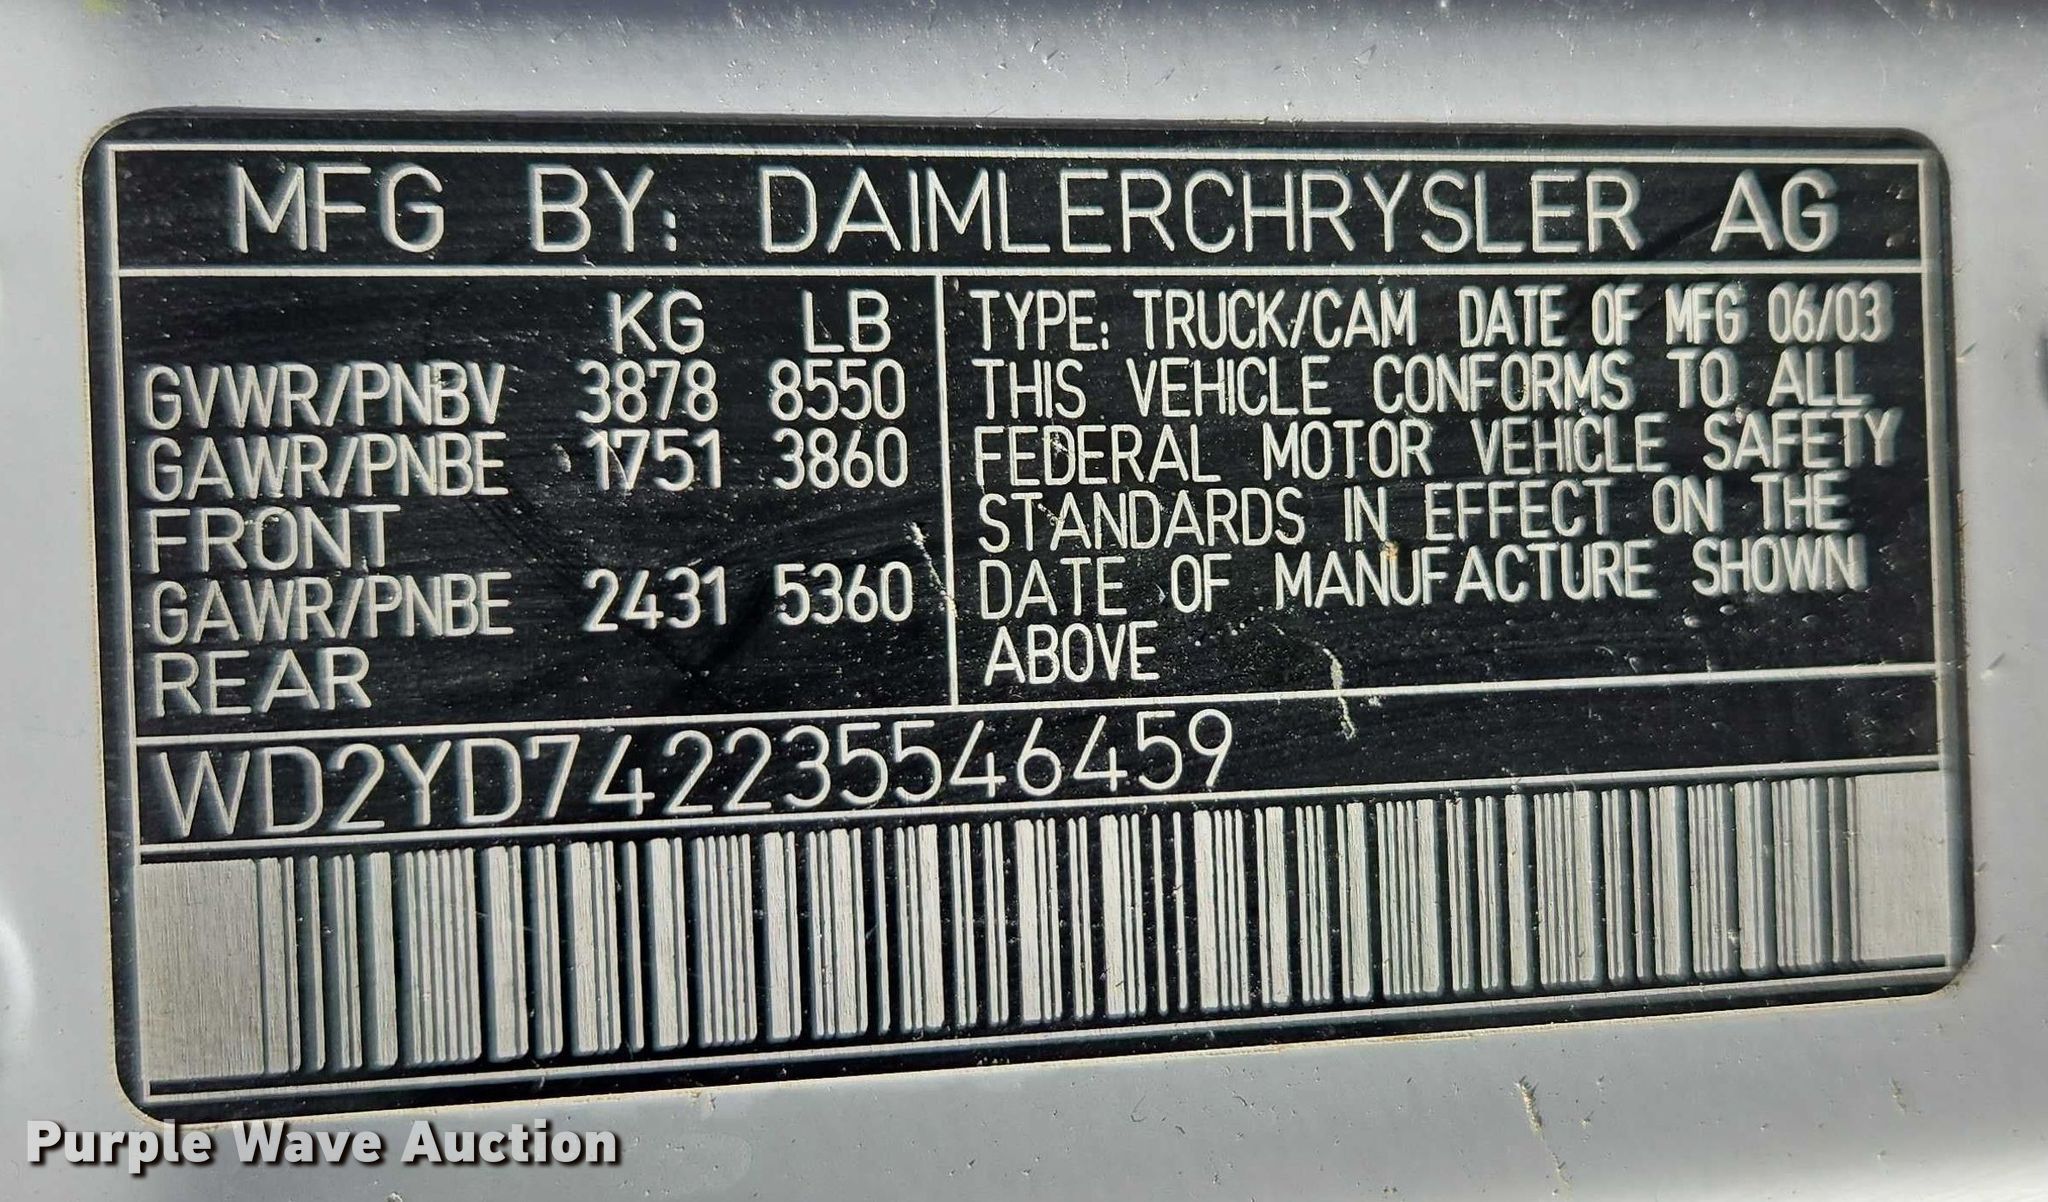 MFG BY: DAIMLERCHRYSLER AG
KG LB
GVWR/PNBV 3878 8550
GAWR/PNBE 1751 3860
FRONT
GAWR/PNBE 2431 5360
REAR
TYPE: TRUCK/CAM DATE OF MFG 06/03
THIS VEHICLE CONFORMS TO ALL
FEDERAL MOTOR VEHICLE SAFETY
STANDARDS IN EFFECT ON THE
DATE OF MANUFACTURE SHOWN
ABOVE
WD2YD742235546459
Purple Wave Auction